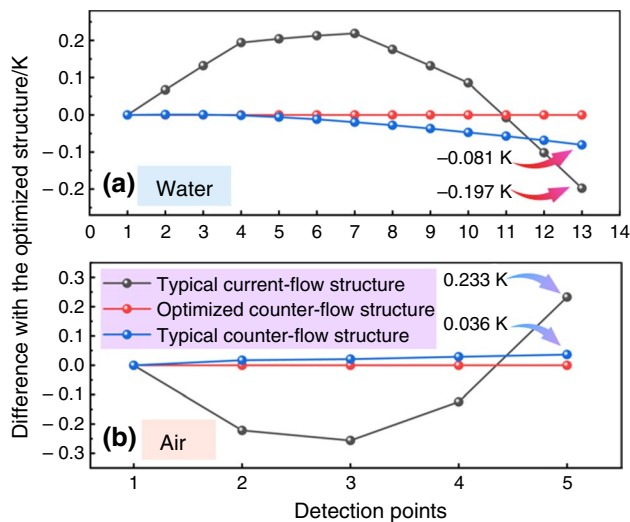 Difference with the optimized structure/K
0.2
0.1
0.0
– 0.1
– 0.2
(a)
Water
–0.081 K
–0.197 K
0 1 2 3 4 5 6 7 8 9 10 11 12 13 14
0.3
0.2
0.1
0.0
– 0.1
– 0.2
– 0.3
Typical current-flow structure
Optimized counter-flow structure
Typical counter-flow structure
0.233 K
0.036 K
(b)
Air
1 2 3 4 5
Detection points